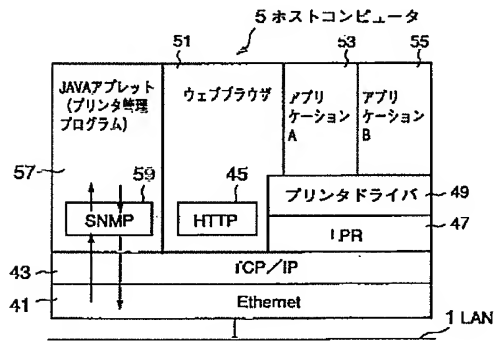 5 ホストコンピュータ
51
53
55
JAVAアプレット
(プリンタ管理
プログラム)
ウェブブラウザ
アプリ
ケーション
A
アプリ
ケーション
B
57
59
SNMP
45
HTTP
プリンタドライバ
49
LPR
47
43
TCP/IP
41
Ethernet
1 LAN